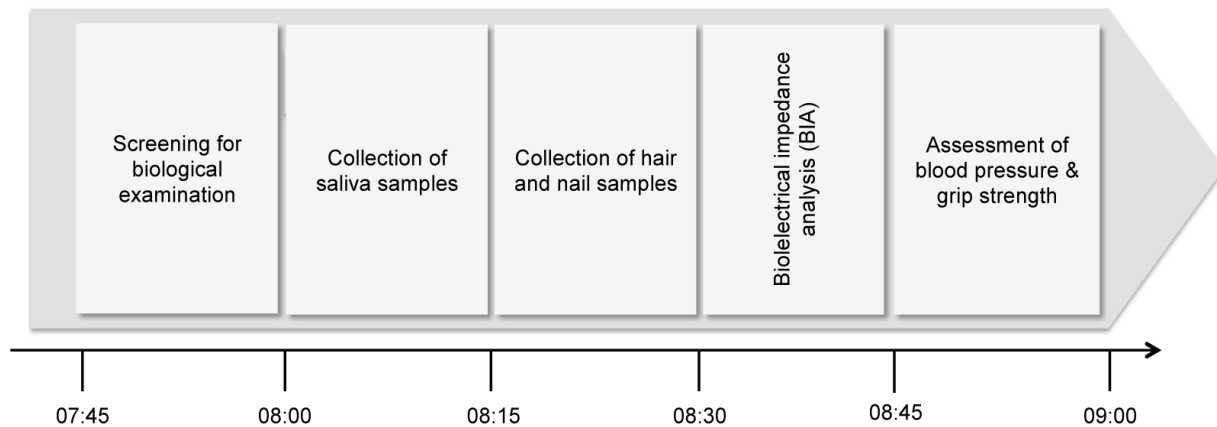 Screening for
biological
examination
Collection of
saliva samples
Collection of hair
and nail samples
Biolelectrical impedance
analysis (BIA)
Assessment of
blood pressure &
grip strength
07:45
08:00
08:15
08:30
08:45
09:00